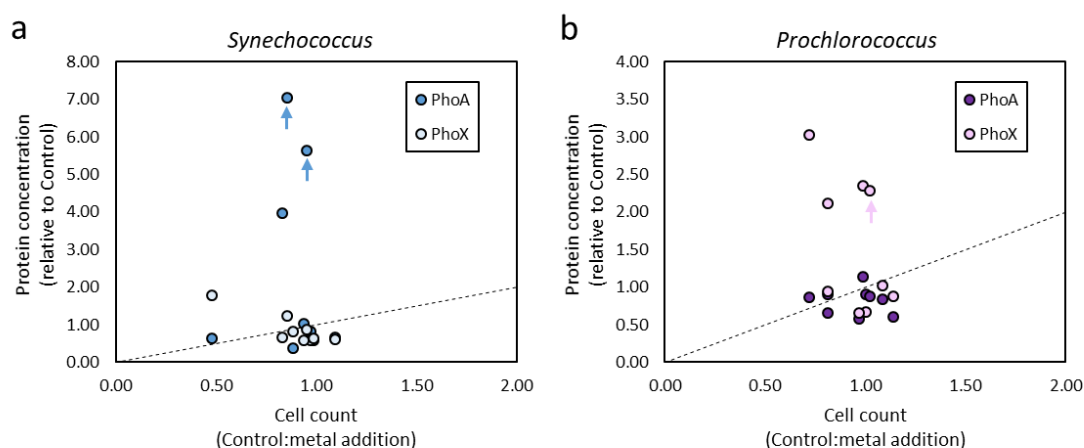 a
Synechococcus
8.00
7.00
6.00
5.00
4.00
3.00
2.00
1.00
0.00
Protein concentration
(relative to Control)
PhoA
PhoX
0.00 0.50 1.00 1.50 2.00
Cell count
(Control:metal addition)
b
Prochlorococcus
4.00
3.50
3.00
2.50
2.00
1.50
1.00
0.50
0.00
Protein concentration
(relative to Control)
PhoA
PhoX
0.00 0.50 1.00 1.50 2.00
Cell count
(Control:metal addition)